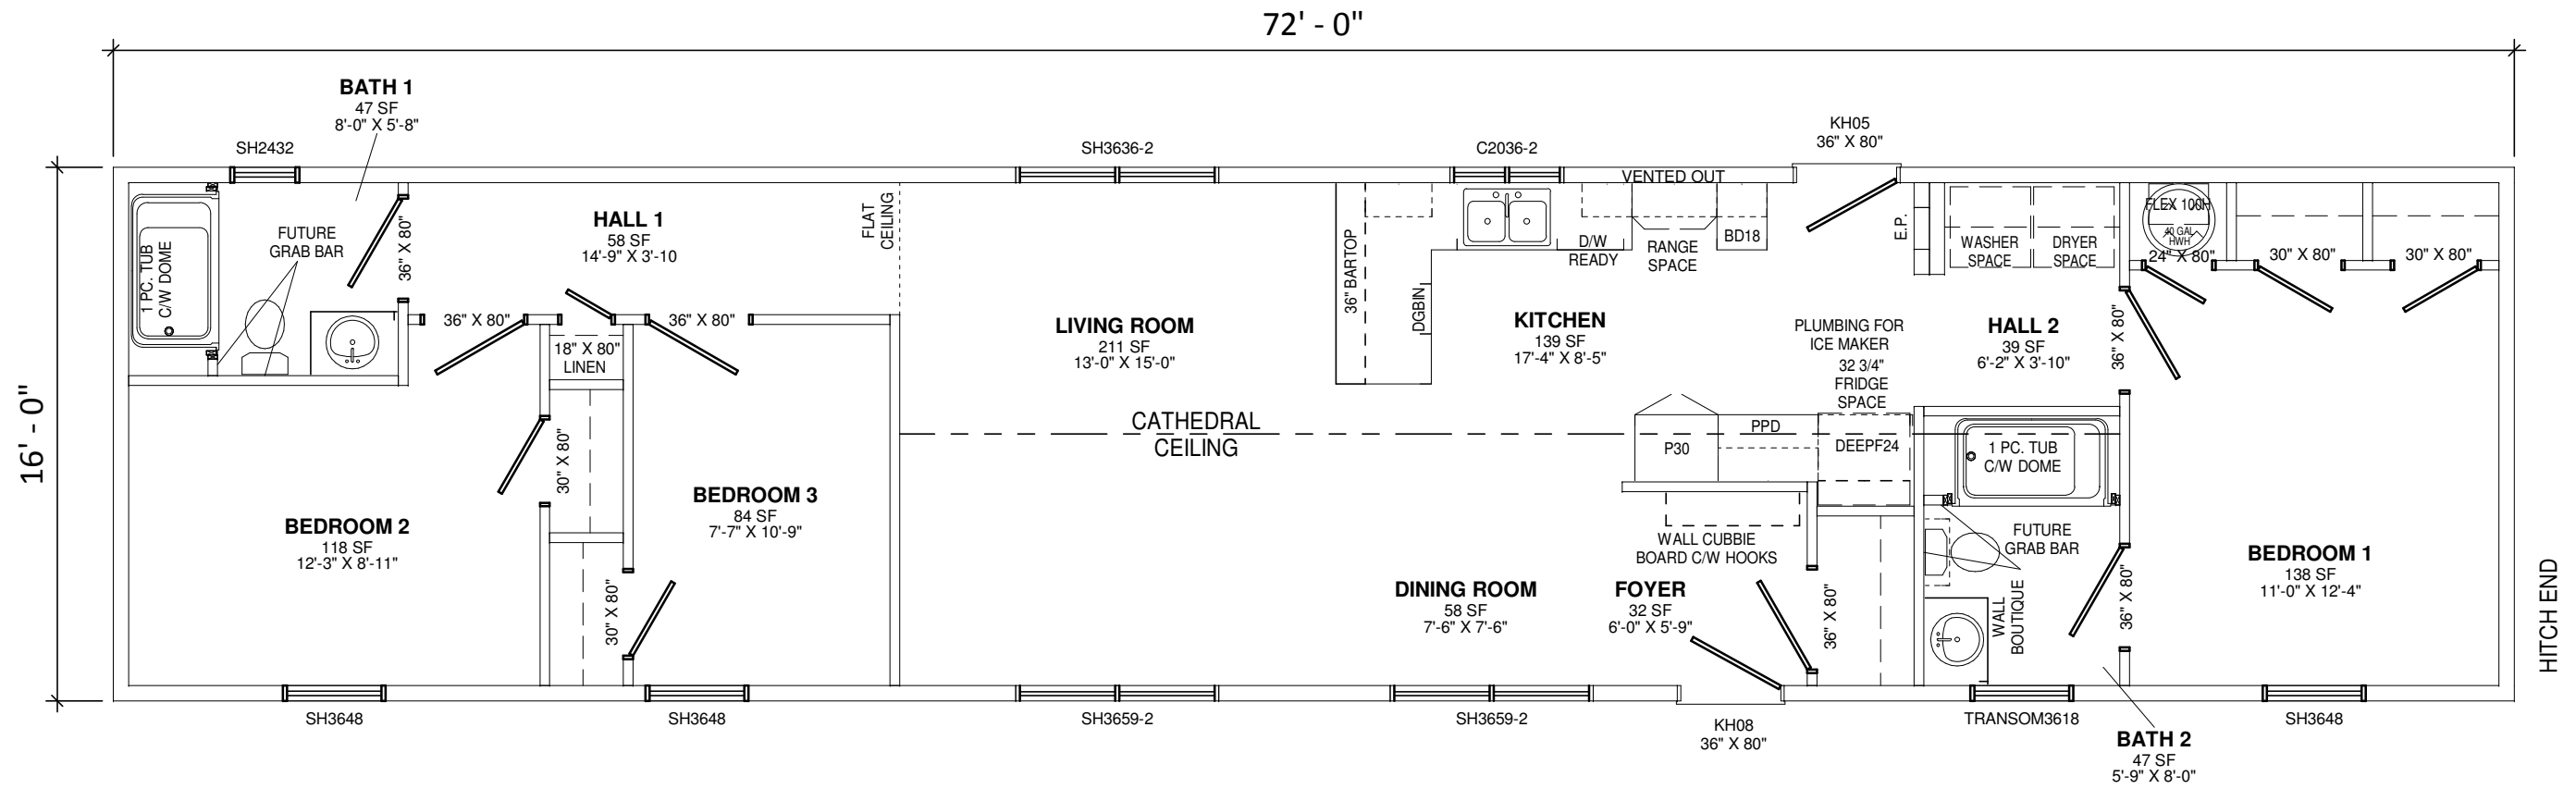 72' - 0"
16' - 0"
BATH 1
47 SF
8'-0" X 5'-8"
SH2432
SH3636-2
C2036-2
KH05
36" X 80"
VENTED OUT
1 PC. TUB
C/W DOME
FUTURE
GRAB BAR
36" X 80"
HALL 1
58 SF
14'-9" X 3'-10
FLAT
CEILING
36" X 80"
36" X 80"
18" X 80"
LINEN
LIVING ROOM
211 SF
13'-0" X 15'-0"
36" BARTOP
DGBIN
D/W
READY
RANGE
SPACE
BD18
KITCHEN
139 SF
17'-4" X 8'-5"
E.P.
WASHER
SPACE
DRYER
SPACE
FLEX 100H
40 GAL
HWH
24" X 80"
30" X 80"
30" X 80"
PLUMBING FOR
ICE MAKER
32 3/4"
FRIDGE
SPACE
HALL 2
39 SF
6'-2" X 3'-10"
36" X 80"
CATHEDRAL
CEILING
P30
PPD
DEEPF24
1 PC. TUB
C/W DOME
30" X 80"
BEDROOM 2
118 SF
12'-3" X 8'-11"
BEDROOM 3
84 SF
7'-7" X 10'-9"
30" X 80"
WALL CUBBIE
BOARD C/W HOOKS
DINING ROOM
58 SF
7'-6" X 7'-6"
FOYER
32 SF
6'-0" X 5'-9"
36" X 80"
FUTURE
GRAB BAR
WALL
BOUTIQUE
36" X 80"
BEDROOM 1
138 SF
11'-0" X 12'-4"
HITCH END
SH3648
SH3648
SH3659-2
SH3659-2
KH08
36" X 80"
TRANSOM3618
SH3648
BATH 2
47 SF
5'-9" X 8'-0"